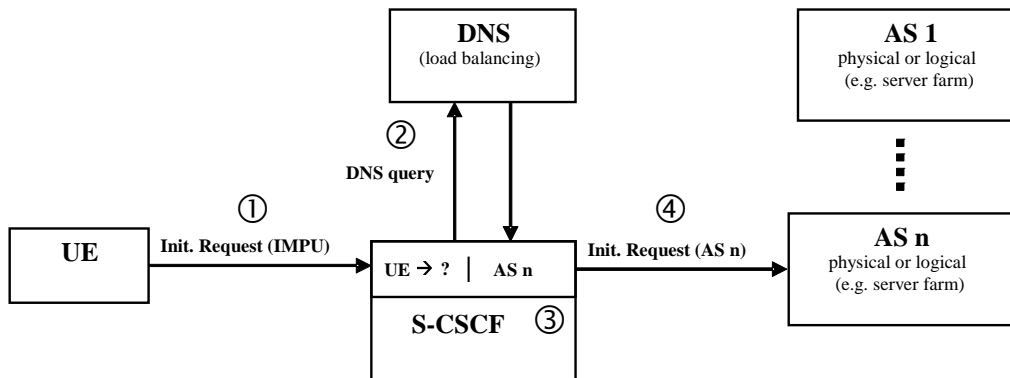 DNS
(load balancing)
AS 1
physical or logical
(e.g. server farm)
②
DNS query
①
④
UE
Init. Request (IMPU)
UE → ? | AS n
Init. Request (AS n)
AS n
physical or logical
(e.g. server farm)
S-CSCF
③